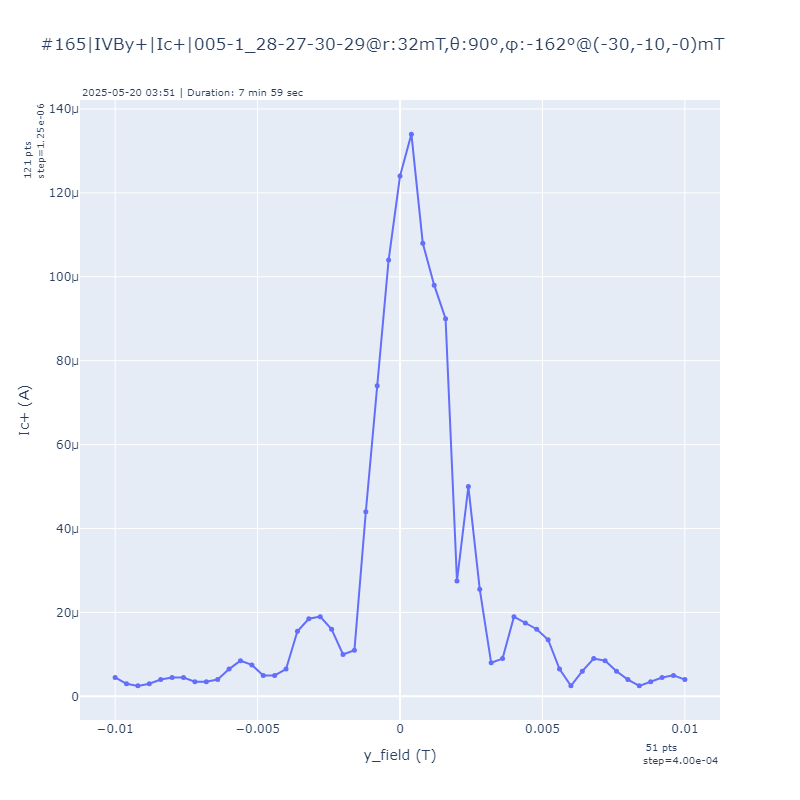 #165|IVBy+|Ic+|005-1_28-27-30-29@r:32mT,θ:90°,φ:-162°@(-30,-10,-0)mT
2025-05-20 03:51 | Duration: 7 min 59 sec
121 pts
step=1.25e-06
140μ
120μ
100μ
80μ
60μ
40μ
20μ
0
Ic+ (A)
−0.01
−0.005
0
0.005
0.01
y_field (T)
51 pts
step=4.00e-04